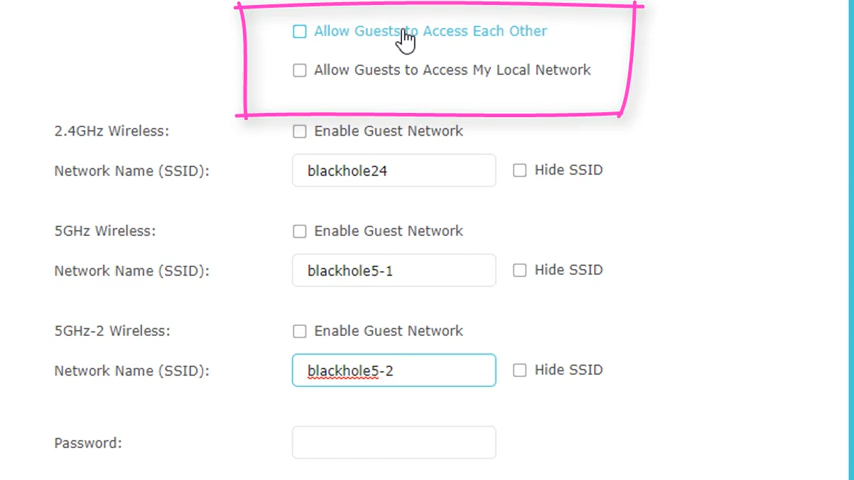 Allow Guests to Access Each Other
Allow Guests to Access My Local Network
2.4GHz Wireless: Enable Guest Network
Network Name (SSID): blackhole24 Hide SSID
5GHz Wireless: Enable Guest Network
Network Name (SSID): blackhole5-1 Hide SSID
5GHz-2 Wireless: Enable Guest Network
Network Name (SSID): blackhole5-2 Hide SSID
Password: